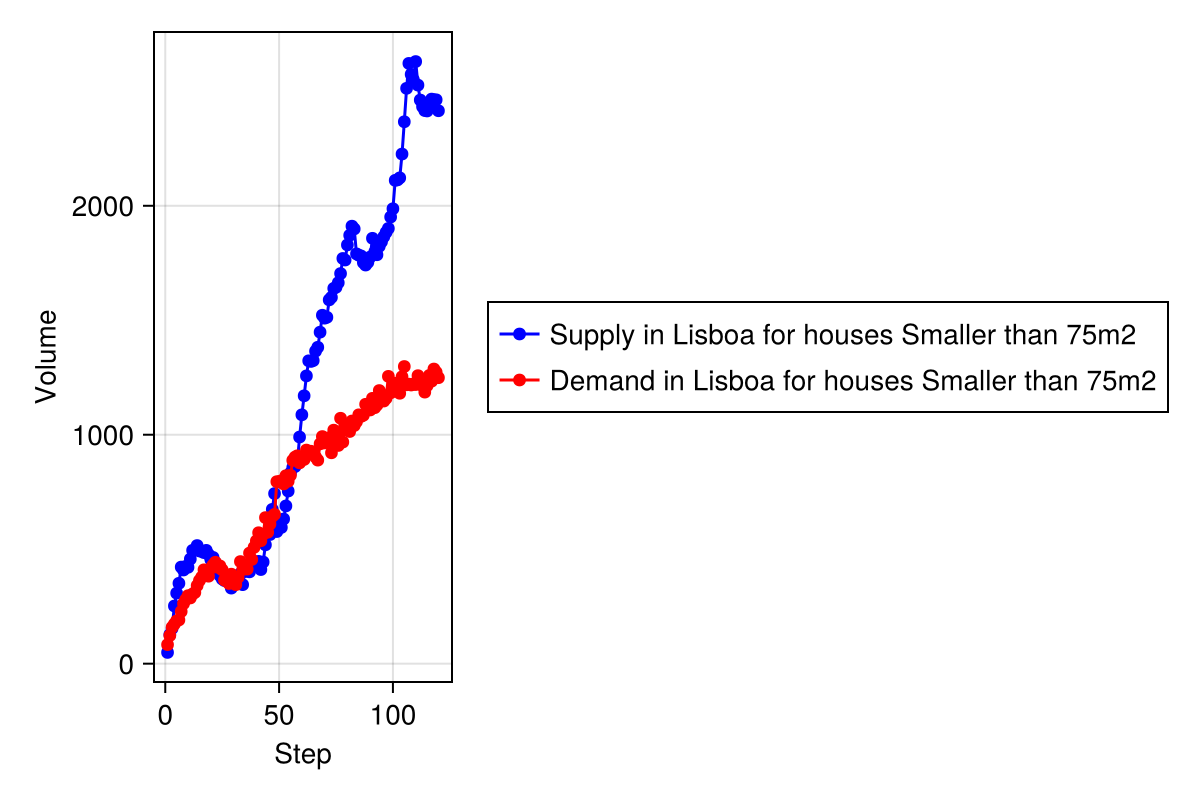 Volume
2000
1000
0
0 50 100
Step
Supply in Lisboa for houses Smaller than 75m2
Demand in Lisboa for houses Smaller than 75m2